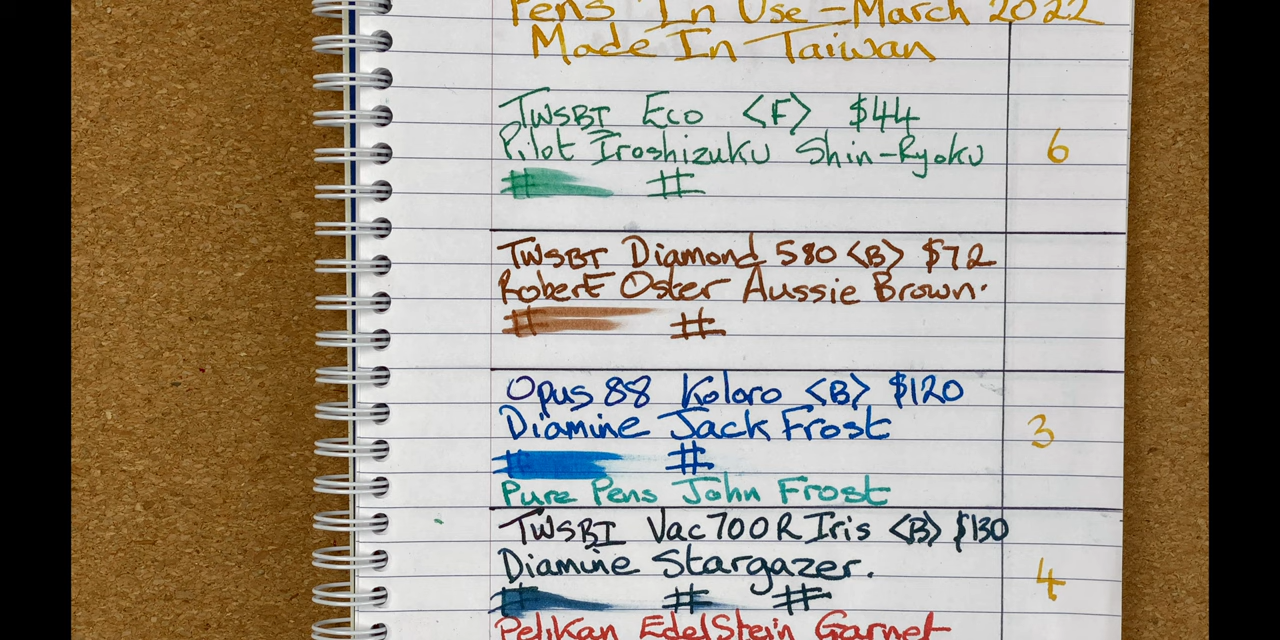 Pens In Use - March 2022
Made In Taiwan
TWSBI Eco <F> $44
Pilot Iroshizuku Shin-Ryoku
6
# #
TWSBI Diamond 580 <B> $72
Robert Oster Aussie Brown.
# #
Opus 88 Koloro <B> $120
Diamine Jack Frost
3
# #
Pure Pens John Frost
TWSBI Vac700R Iris <B> $130
Diamine Stargazer.
4
# # #
Pelikan Edelstein Garnet